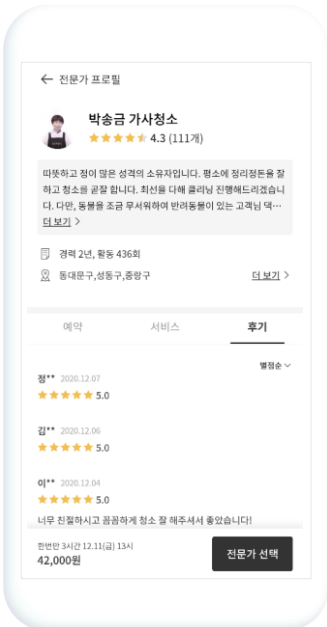 전문가 프로필
박송금 가사청소
4.3 (111개)
따뜻하고 정이 많은 성격의 소유자입니다. 평소에 정리정돈을 잘
하고 청소를 곧잘 합니다. 최선을 다해 클리닝 진행해드리겠습니
다. 다만, 동물을 조금 무서워하여 반려동물이 있는 고객님 댁…
더 보기 >
경력 2년, 활동 436회
동대문구,성동구,중랑구 더 보기 >
예약 서비스 후기
별점순
정** 2020.12.07
5.0
김** 2020.12.06
5.0
이** 2020.12.04
5.0
너무 친절하시고 꼼꼼하게 청소 잘 해주셔서 좋았습니다!
한번만 3시간 12.11(금) 13시
42,000원
전문가 선택